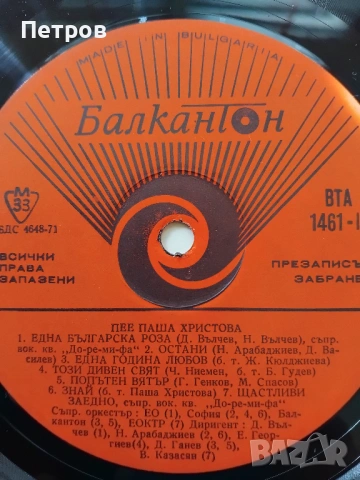 Петров
MADE IN BULGARIA
Балкантон
М
33
БДС 4648-71
ВТА
1461-I
ВСИЧКИ
ПРАВА
ЗАПАЗЕНИ
ПРЕЗАПИСЪ
ЗАБРАНЕ
ПЕЕ ПАША ХРИСТОВА
1. ЕДНА БЪЛГАРСКА РОЗА (Д. Вълчев, Н. Вълчев), съпр.
вок. кв. „До-ре-ми-фа" 2. ОСТАНИ (Н. Арабаджиев, Д. Ва-
силев) 3. ЕДНА ГОДИНА ЛЮБОВ (б. т. Ж. Кюлджиева)
4. ТОЗИ ДИВЕН СВЯТ (Ч. Ниемен, б. т. Б. Гудев)
5. ПОПЪТЕН ВЯТЪР (Г. Генков, М. Спасов)
6. ЗНАЙ (б. т. Паша Христова) 7. ЩАСТЛИВИ
ЗАЕДНО, съпр. вок. кв. „До-ре-ми-фа"
Съпр. оркестър: ЕО (1), София (2, 4, 6), Бал-
кантон (3, 5), ЕОКТР (7) Диригент: Д. Въл-
чев (1), Н. Арабаджиев (2, 6), Е. Геор-
гиев(4), Д. Ганев (3, 5),
В. Казасян (7)
bazar